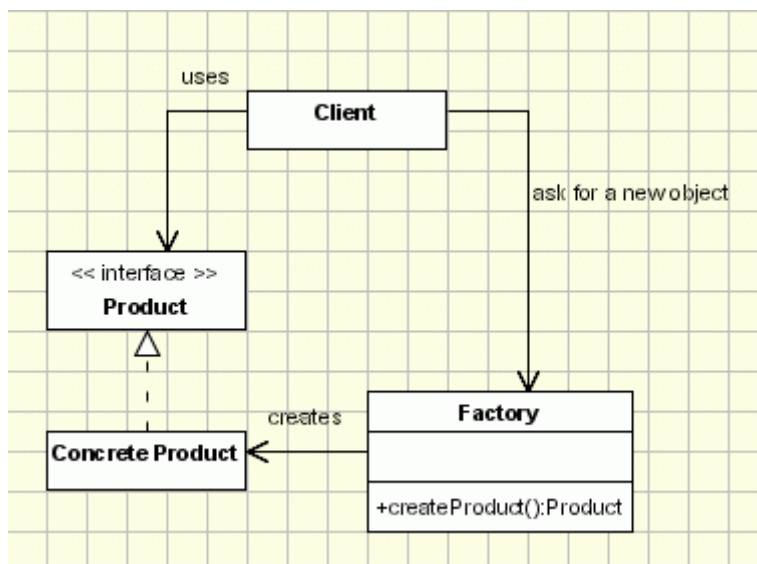 uses
Client
ask for a new object
<< interface >>
Product
creates
Factory
Concrete Product
+createProduct():Product